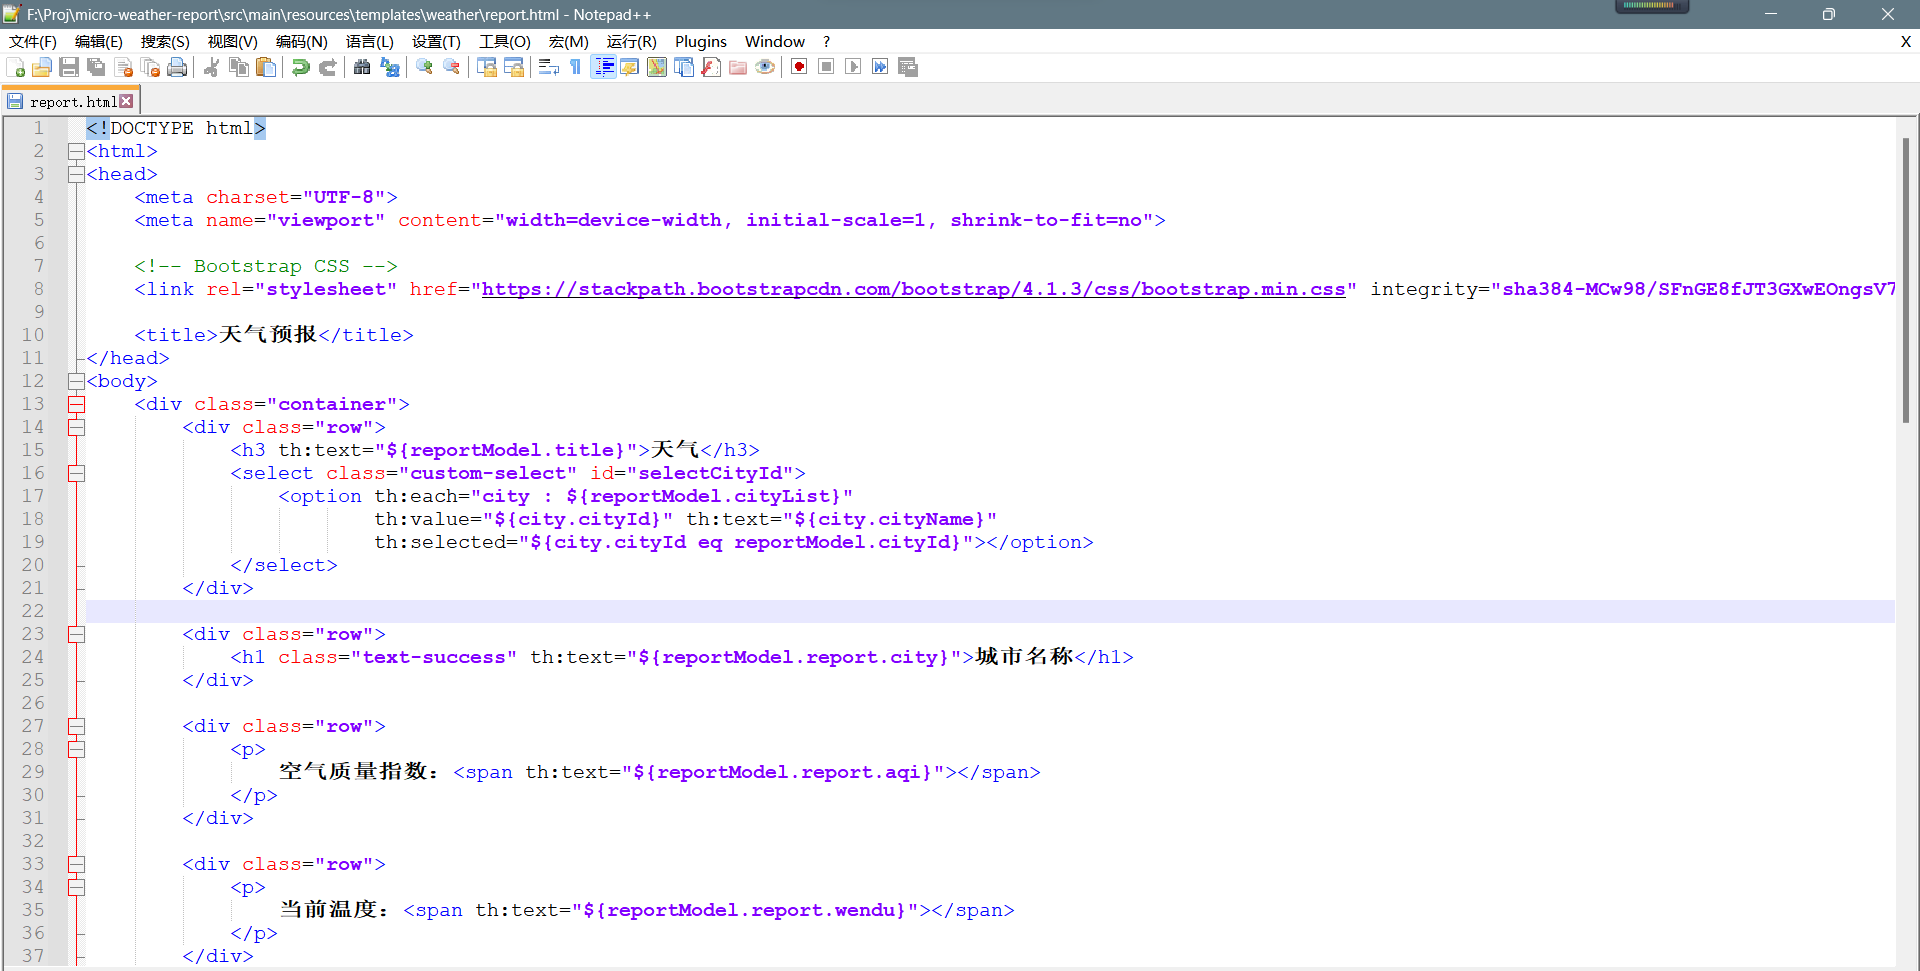 F:\Proj\micro-weather-report\src\main\resources\templates\weather\report.html - Notepad++
文件(F) 编辑(E) 搜索(S) 视图(V) 编码(N) 语言(L) 设置(T) 工具(O) 宏(M) 运行(R) Plugins Window ? X
report.html
1 <!DOCTYPE html>
2 <html>
3 <head>
4 <meta charset="UTF-8">
5 <meta name="viewport" content="width=device-width, initial-scale=1, shrink-to-fit=no">
6
7 <!-- Bootstrap CSS -->
8 <link rel="stylesheet" href="https://stackpath.bootstrapcdn.com/bootstrap/4.1.3/css/bootstrap.min.css" integrity="sha384-MCw98/SFnGE8fJT3GXwEOngsV7
9
10 <title>天气预报</title>
11 </head>
12 <body>
13 <div class="container">
14 <div class="row">
15 <h3 th:text="${reportModel.title}">天气</h3>
16 <select class="custom-select" id="selectCityId">
17 <option th:each="city : ${reportModel.cityList}"
18 th:value="${city.cityId}" th:text="${city.cityName}"
19 th:selected="${city.cityId eq reportModel.cityId}"></option>
20 </select>
21 </div>
22
23 <div class="row">
24 <h1 class="text-success" th:text="${reportModel.report.city}">城市名称</h1>
25 </div>
26
27 <div class="row">
28 <p>
29 空气质量指数：<span th:text="${reportModel.report.aqi}"></span>
30 </p>
31 </div>
32
33 <div class="row">
34 <p>
35 当前温度：<span th:text="${reportModel.report.wendu}"></span>
36 </p>
37 </div>